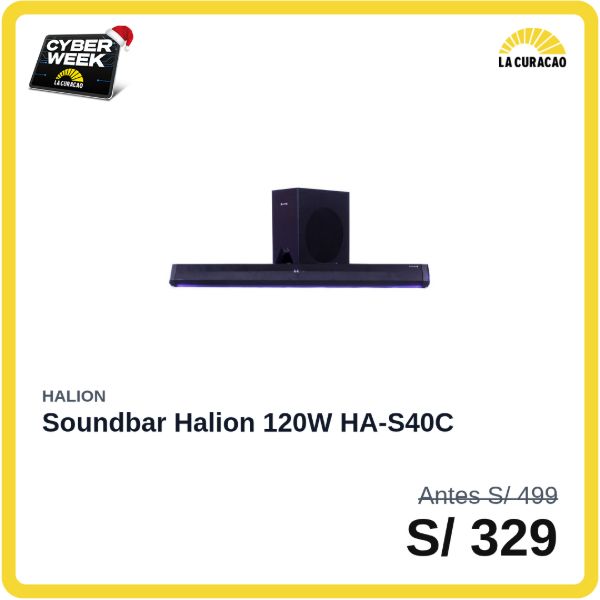 CYBER
WEEK
LA CURACAO
LA CURACAO
HALION
Soundbar Halion 120W HA-S40C
Antes S/ 499
S/ 329